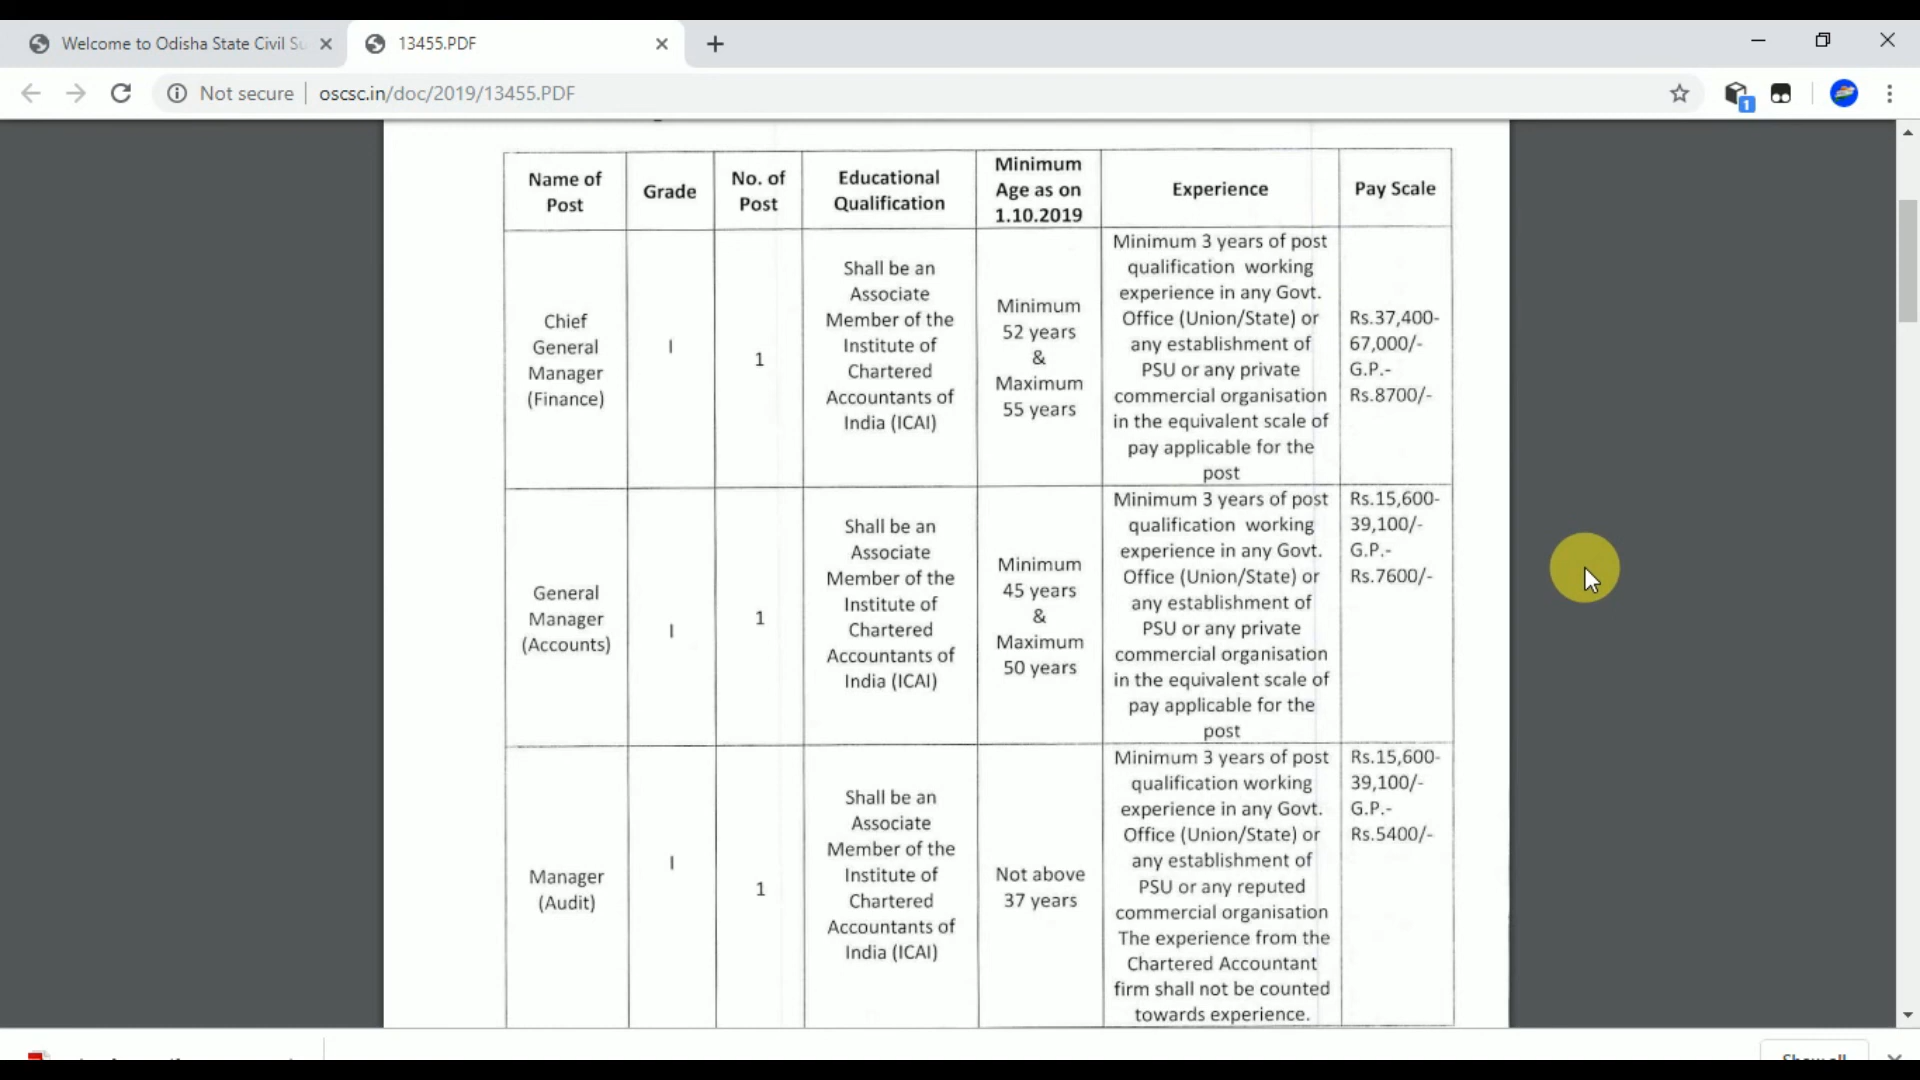 Welcome to Odisha State Civil Su
13455.PDF
Not secure
oscsc.in/doc/2019/13455.PDF
1
Name of
Post
Grade
No. of
Post
Educational
Qualification
Minimum
Age as on
1.10.2019
Experience
Pay Scale
Chief
General
Manager
(Finance)
I
1
Shall be an
Associate
Member of the
Institute of
Chartered
Accountants of
India (ICAI)
Minimum
52 years
&
Maximum
55 years
Minimum 3 years of post
qualification working
experience in any Govt.
Office (Union/State) or
any establishment of
PSU or any private
commercial organisation
in the equivalent scale of
pay applicable for the
post
Rs.37,400-
67,000/-
G.P.-
Rs.8700/-
General
Manager
(Accounts)
I
1
Shall be an
Associate
Member of the
Institute of
Chartered
Accountants of
India (ICAI)
Minimum
45 years
&
Maximum
50 years
Minimum 3 years of post
qualification working
experience in any Govt.
Office (Union/State) or
any establishment of
PSU or any private
commercial organisation
in the equivalent scale of
pay applicable for the
post
Rs.15,600-
39,100/-
G.P.-
Rs.7600/-
Manager
(Audit)
I
1
Shall be an
Associate
Member of the
Institute of
Chartered
Accountants of
India (ICAI)
Not above
37 years
Minimum 3 years of post
qualification working
experience in any Govt.
Office (Union/State) or
any establishment of
PSU or any reputed
commercial organisation
The experience from the
Chartered Accountant
firm shall not be counted
towards experience.
Rs.15,600-
39,100/-
G.P.-
Rs.5400/-
Show all